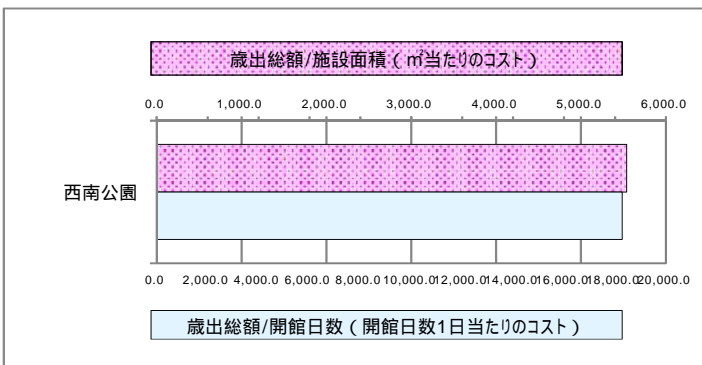 歳出総額/施設面積（㎡当たりのコスト）
0.0 1,000.0 2,000.0 3,000.0 4,000.0 5,000.0 6,000.0
西南公園
0.0 2,000.0 4,000.0 6,000.0 8,000.0 10,000.0 12,000.0 14,000.0 16,000.0 18,000.0 20,000.0
歳出総額/開館日数（開館日数1日当たりのコスト）